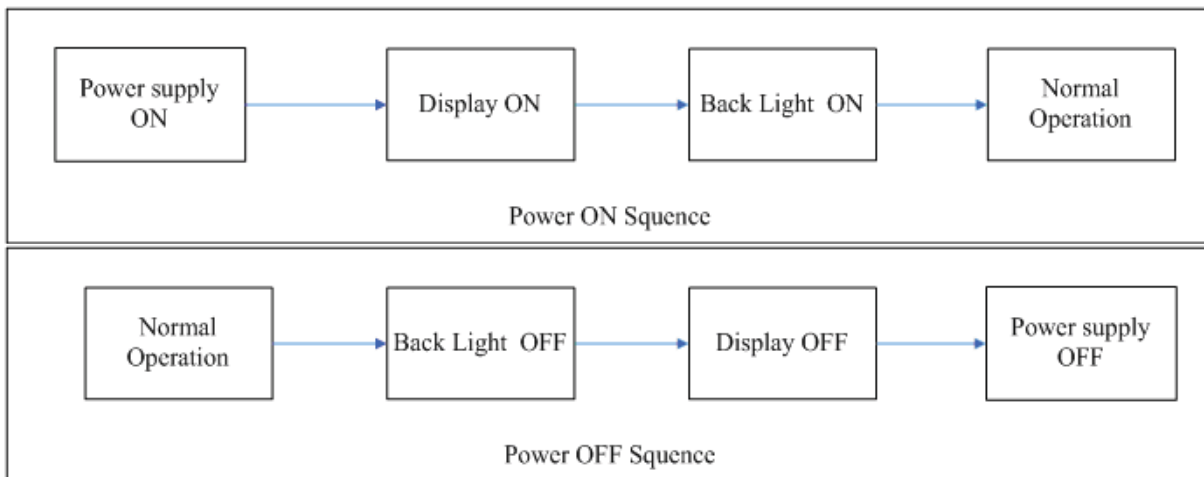 Power supply
ON
Display ON
Back Light ON
Normal
Operation
Power ON Squence
Normal
Operation
Back Light OFF
Display OFF
Power supply
OFF
Power OFF Squence